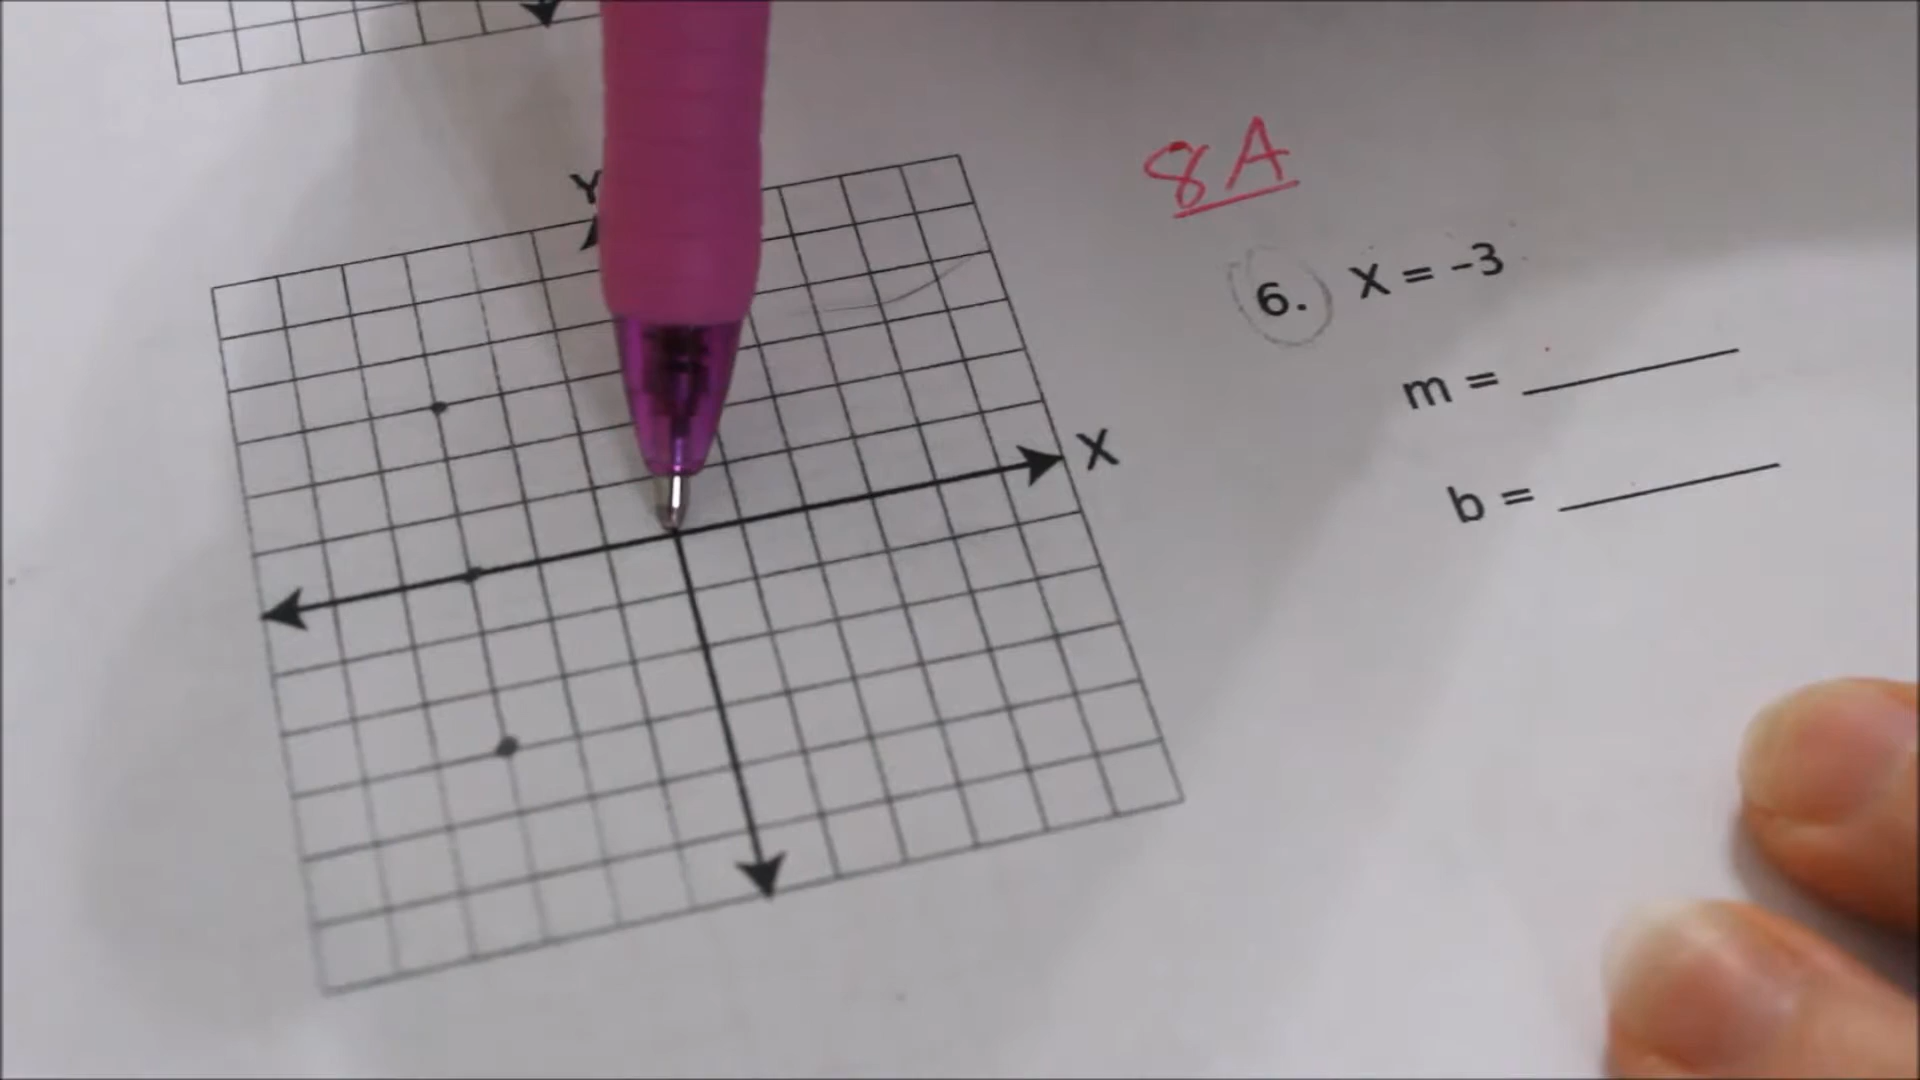 Y
8A
6. X = -3
m = ________
X
b = ________